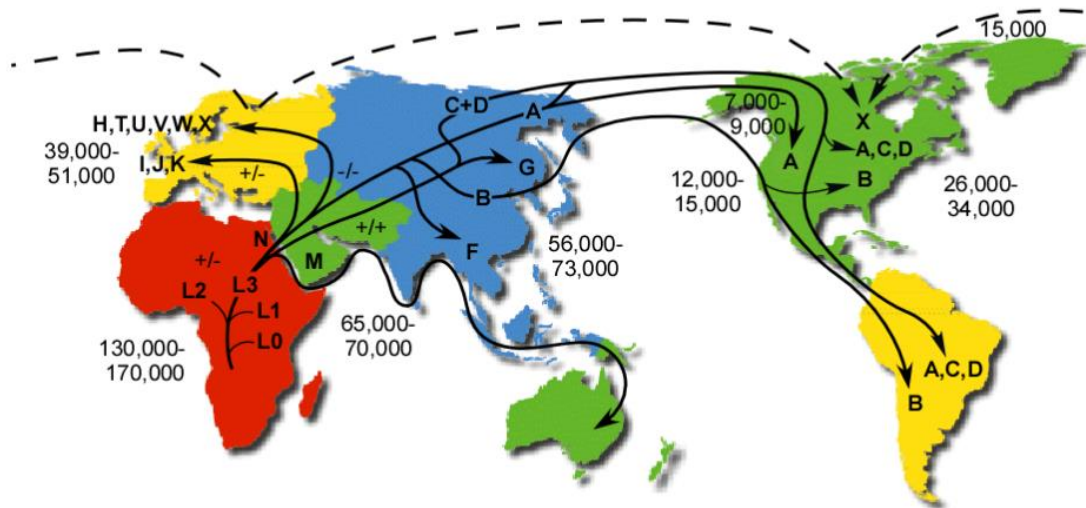 15,000
C+D
A
7,000-
9,000
H,T,U,V,W,X
X
39,000-
51,000
I,J,K
+/-
-/-
G
A
A,C,D
B
B
12,000-
15,000
26,000-
34,000
N
+/+
F
56,000-
73,000
+/-
M
L3
L2
L1
L0
65,000-
70,000
130,000-
170,000
A,C,D
B